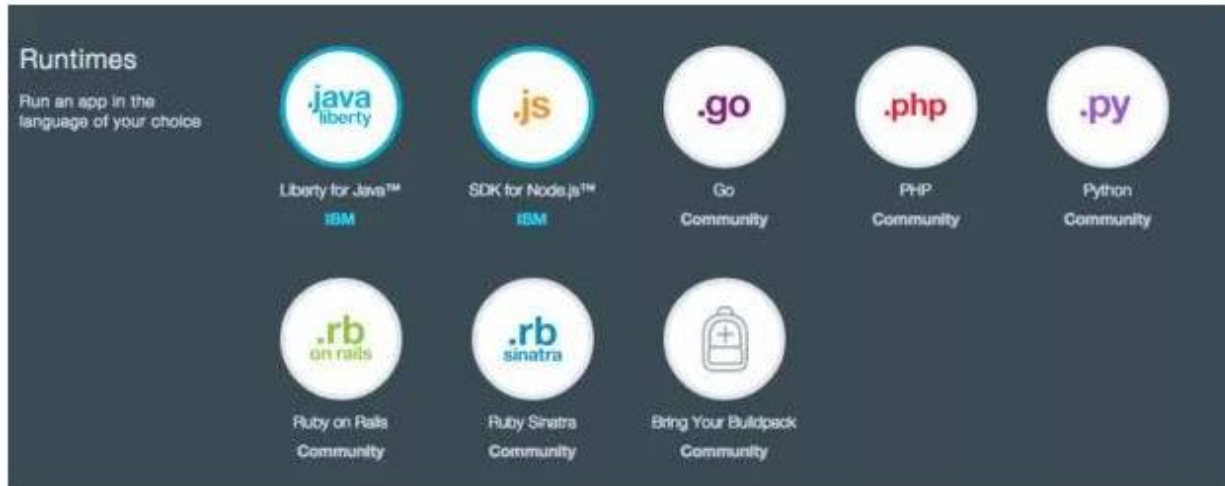 Runtimes
Run an app in the
language of your choice
.java
liberty
.js
.go
.php
.py
Liberty for Java™
SDK for Node.js™
Go
PHP
Python
IBM
IBM
Community
Community
Community
.rb
on rails
.rb
sinatra
Ruby on Rails
Ruby Sinatra
Bring Your Buildpack
Community
Community
Community